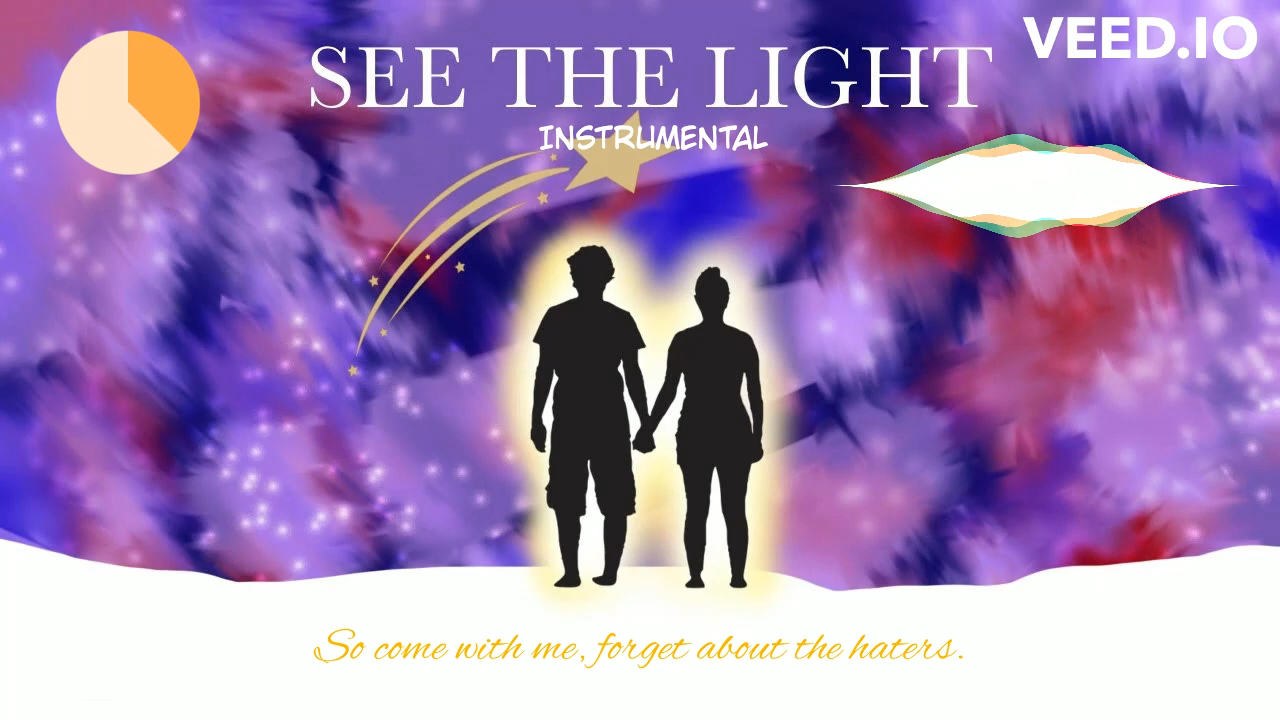 SEE THE LIGHT
VEED.IO
INSTRUMENTAL
So come with me, forget about the haters.